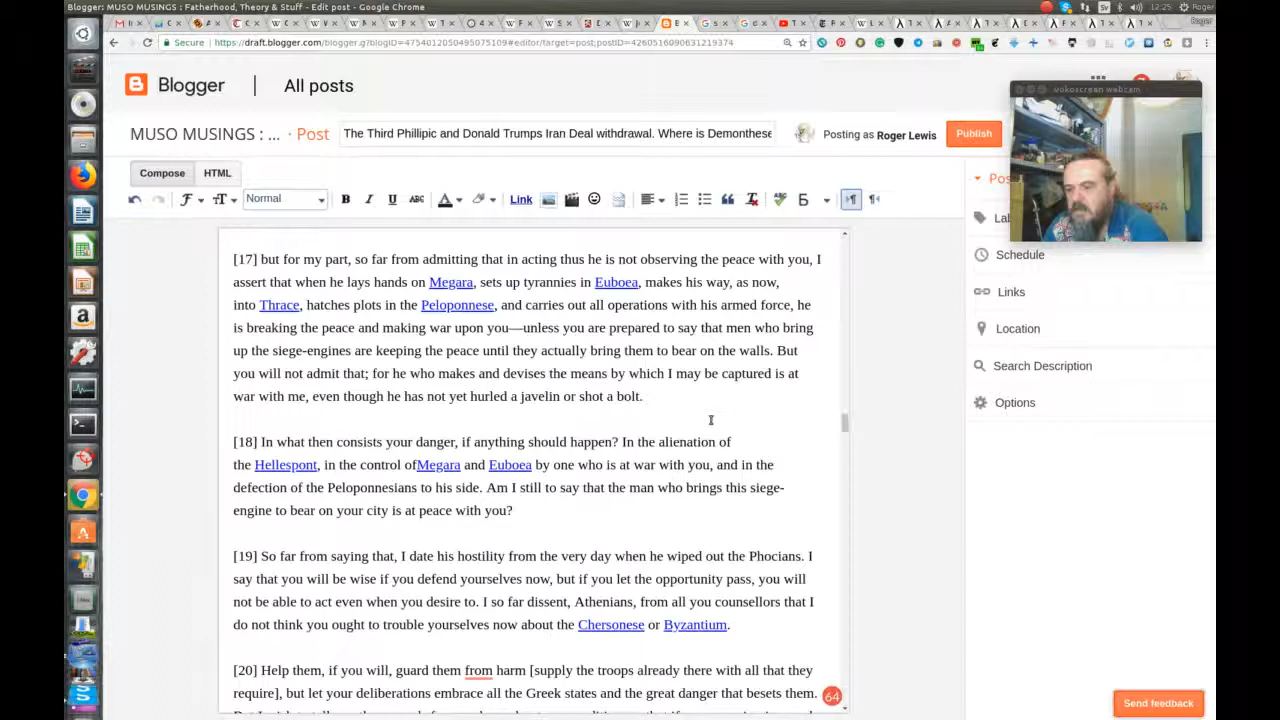 Blogger: MUSO MUSINGS : Fatherhood, Theory & Stuff - Edit post - Google Chrome
12:25
Roger
Secure
https://draft.blogger.com/blogger.g?blogID=4754012050495075109#editor/target=post;postID=4260516090631219374
Blogger
All posts
vokoscreen webcam
MUSO MUSINGS : ...
Post
The Third Phillipic and Donald Trumps Iran Deal withdrawal. Where is Demonthese
Posting as Roger Lewis
Publish
Compose
HTML
Normal
Link
Schedule
Links
Location
Search Description
Options
[17] but for my part, so far from admitting that in acting thus he is not observing the peace with you, I
assert that when he lays hands on Megara, sets up tyrannies in Euboea, makes his way, as now,
into Thrace, hatches plots in the Peloponnese, and carries out all operations with his armed force, he
is breaking the peace and making war upon you—unless you are prepared to say that men who bring
up the siege-engines are keeping the peace until they actually bring them to bear on the walls. But
you will not admit that; for he who makes and devises the means by which I may be captured is at
war with me, even though he has not yet hurled a javelin or shot a bolt.
[18] In what then consists your danger, if anything should happen? In the alienation of
the Hellespont, in the control ofMegara and Euboea by one who is at war with you, and in the
defection of the Peloponnesians to his side. Am I still to say that the man who brings this siege-
engine to bear on your city is at peace with you?
[19] So far from saying that, I date his hostility from the very day when he wiped out the Phocians. I
say that you will be wise if you defend yourselves now, but if you let the opportunity pass, you will
not be able to act even when you desire to. I so far dissent, Athenians, from all you counsellors that I
do not think you ought to trouble yourselves now about the Chersonese or Byzantium.
[20] Help them, if you will, guard them from harm [supply the troops already there with all that they
require], but let your deliberations embrace all the Greek states and the great danger that besets them.
64
Send feedback